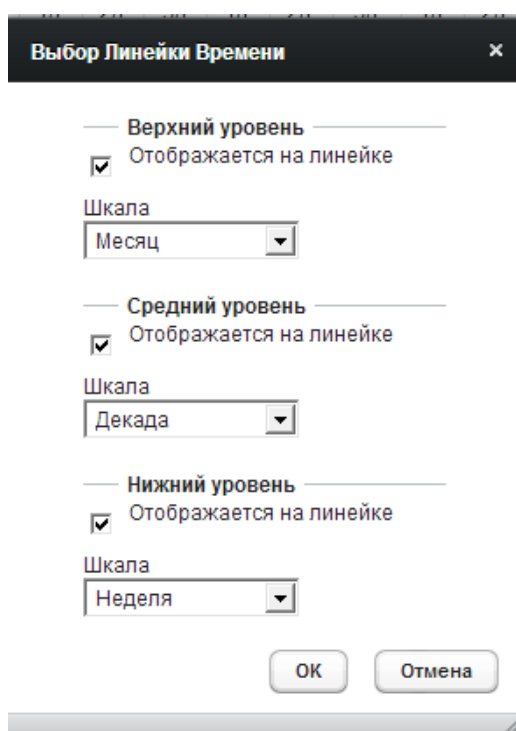 Выбор Линейки Времени
Верхний уровень
Отображается на линейке
Шкала
Месяц
Средний уровень
Отображается на линейке
Шкала
Декада
Нижний уровень
Отображается на линейке
Шкала
Неделя
ОК Отмена